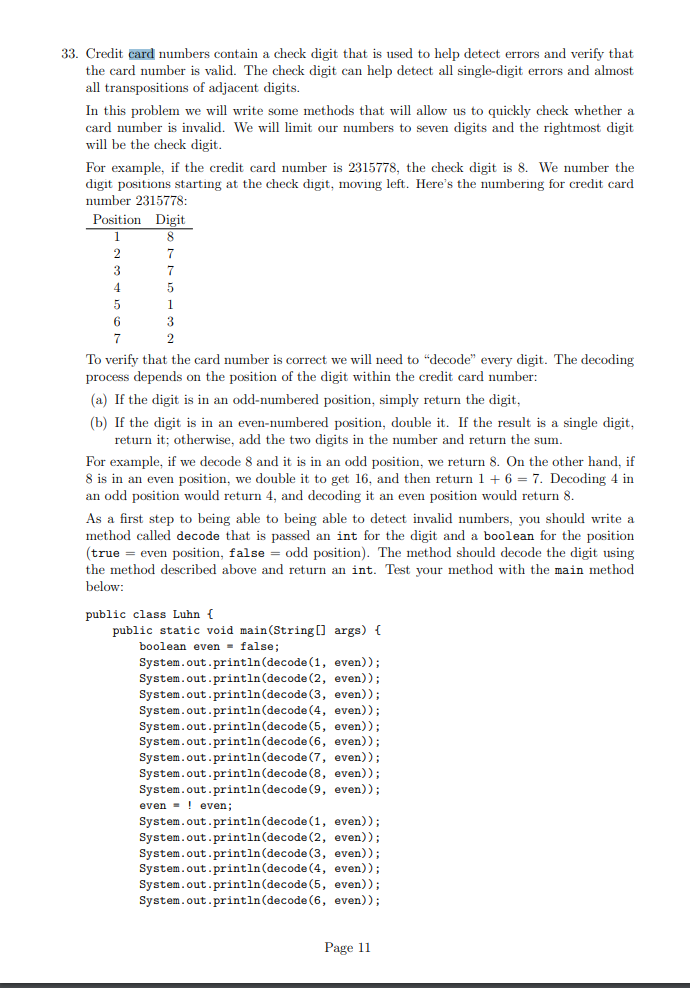 33. Credit card numbers contain a check digit that is used to help detect errors and verify that
the card number is valid. The check digit can help detect all single-digit errors and almost
all transpositions of adjacent digits.
In this problem we will write some methods that will allow us to quickly check whether a
card number is invalid. We will limit our numbers to seven digits and the rightmost digit
will be the check digit.
For example, if the credit card number is 2315778, the check digit is 8. We number the
digit positions starting at the check digit, moving left. Here's the numbering for credit card
number 2315778:
Position Digit
1 8
2 7
3 7
4 5
5 1
6 3
7 2
To verify that the card number is correct we will need to “decode” every digit. The decoding
process depends on the position of the digit within the credit card number:
(a) If the digit is in an odd-numbered position, simply return the digit,
(b) If the digit is in an even-numbered position, double it. If the result is a single digit,
return it; otherwise, add the two digits in the number and return the sum.
For example, if we decode 8 and it is in an odd position, we return 8. On the other hand, if
8 is in an even position, we double it to get 16, and then return 1 + 6 = 7. Decoding 4 in
an odd position would return 4, and decoding it an even position would return 8.
As a first step to being able to being able to detect invalid numbers, you should write a
method called decode that is passed an int for the digit and a boolean for the position
(true = even position, false = odd position). The method should decode the digit using
the method described above and return an int. Test your method with the main method
below:
public class Luhn {
    public static void main(String[] args) {
        boolean even = false;
        System.out.println(decode(1, even));
        System.out.println(decode(2, even));
        System.out.println(decode(3, even));
        System.out.println(decode(4, even));
        System.out.println(decode(5, even));
        System.out.println(decode(6, even));
        System.out.println(decode(7, even));
        System.out.println(decode(8, even));
        System.out.println(decode(9, even));
        even = ! even;
        System.out.println(decode(1, even));
        System.out.println(decode(2, even));
        System.out.println(decode(3, even));
        System.out.println(decode(4, even));
        System.out.println(decode(5, even));
        System.out.println(decode(6, even));
Page 11